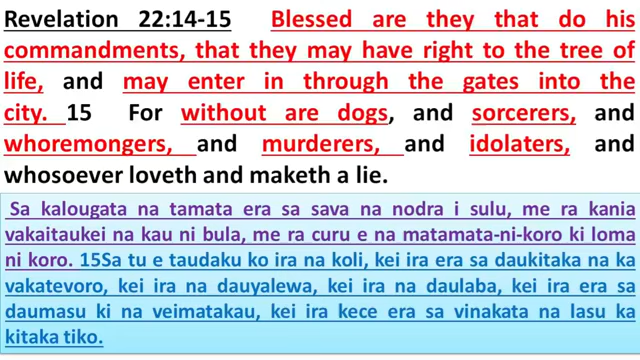 Revelation 22:14-15 Blessed are they that do his
commandments, that they may have right to the tree of
life, and may enter in through the gates into the
city. 15 For without are dogs, and sorcerers, and
whoremongers, and murderers, and idolaters, and
whosoever loveth and maketh a lie.
Sa kalougata na tamata era sa sava na nodra i sulu, me ra kania
vakaitaukei na kau ni bula, me ra curu e na matamata-ni-koro ki loma
ni koro. 15Sa tu e taudaku ko ira na koli, kei ira era sa daukitaka na ka
vakatevoro, kei ira na dauyalewa, kei ira na daulaba, kei ira era sa
daumasu ki na veimatakau, kei ira kece era sa vinakata na lasu ka
kitaka tiko.